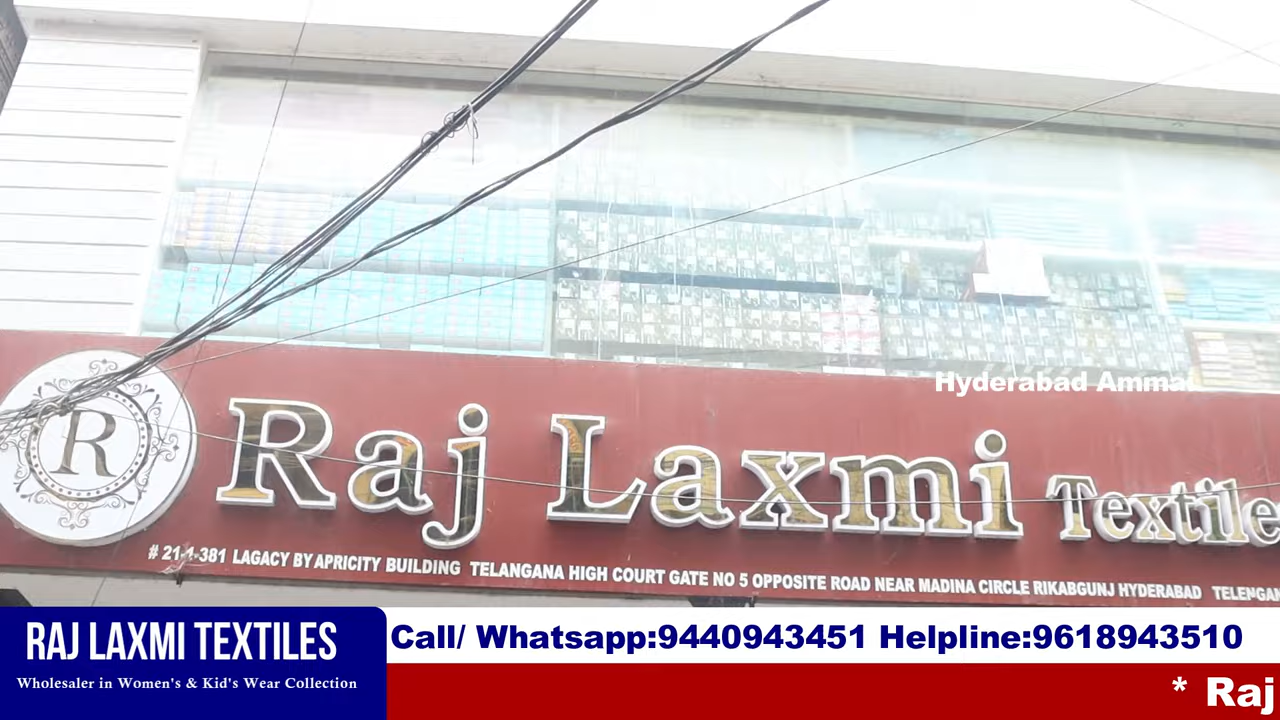 Hyderabad Ammas
R
Raj Laxmi Textile
# 21-1-381 LAGACY BY APRICITY BUILDING TELANGANA HIGH COURT GATE NO 5 OPPOSITE ROAD NEAR MADINA CIRCLE RIKABGUNJ HYDERABAD TELENGAN
RAJ LAXMI TEXTILES
Wholesaler in Women's & Kid's Wear Collection
Call/ Whatsapp:9440943451 Helpline:9618943510
* Raj